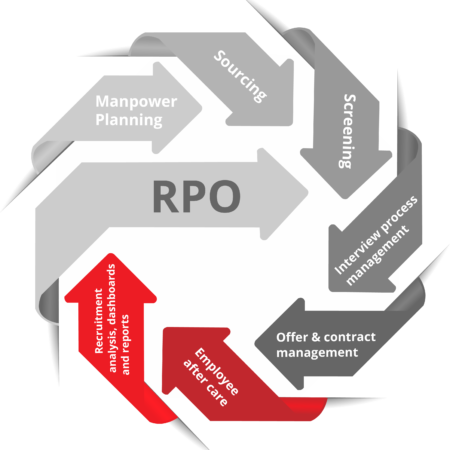 Manpower
Planning
Sourcing
Screening
Interview process
management
Offer & contract
management
Employee
after care
Recruitment
analysis, dashboards
and reports
RPO